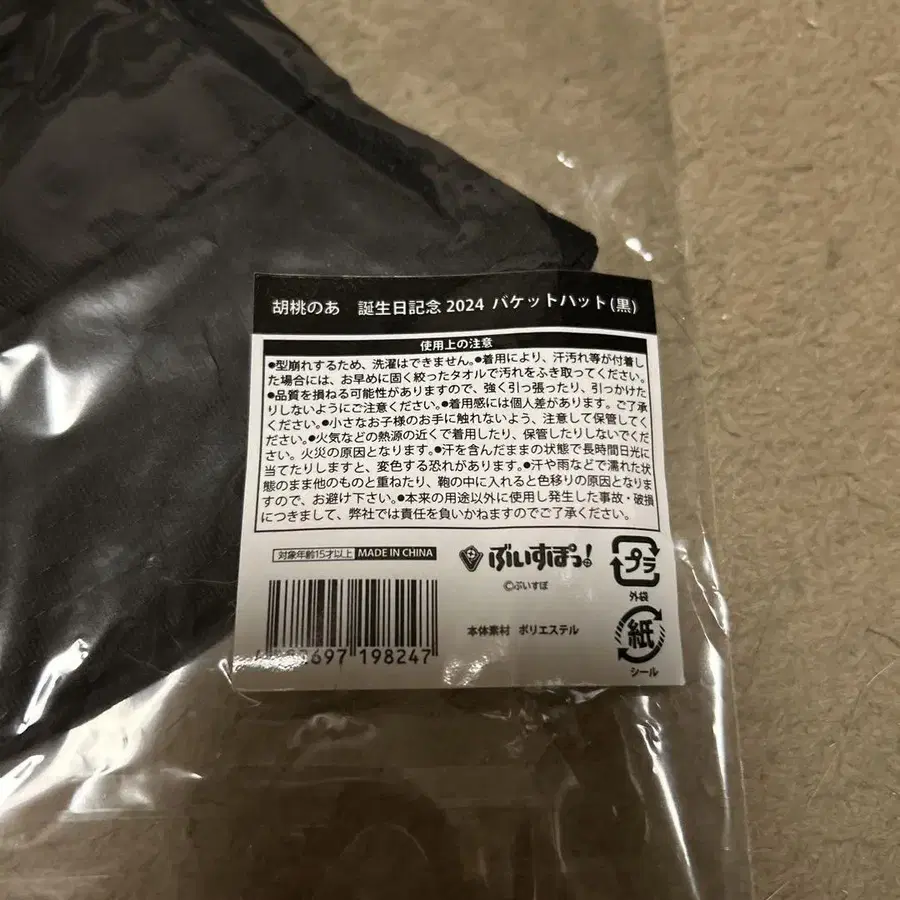 胡桃のあ 誕生日記念 2024 バケットハット(黒)
使用上の注意
●型崩れするため、洗濯はできません。●着用により、汗汚れ等が付着し
た場合には、お早めに固く絞ったタオルで汚れをふき取ってください。
●品質を損ねる可能性がありますので、強く引っ張ったり、引っかけた
りしないようにご注意ください。●着用感には個人差があります。ご了承
ください。●小さなお子様のお手に触れないよう、注意して保管してく
ださい。●火気などの熱源の近くで着用したり、保管したりしないでくだ
さい。火災の原因となります。●汗を含んだままの状態で長時間日光に
当てたりしますと、変色する恐れがあります。●汗や雨などで濡れた状
態のまま他のものと重ねたり、鞄の中に入れると色移りの原因となりま
すので、お避け下さい。●本来の用途以外に使用し発生した事故・破損
につきまして、弊社では責任を負いかねますのでご了承ください。
対象年齢15才以上 MADE IN CHINA
ぶいすぽっ!
©ぶいすぽ
プラ
外袋
本体素材 ポリエステル
紙
シール
697 198247